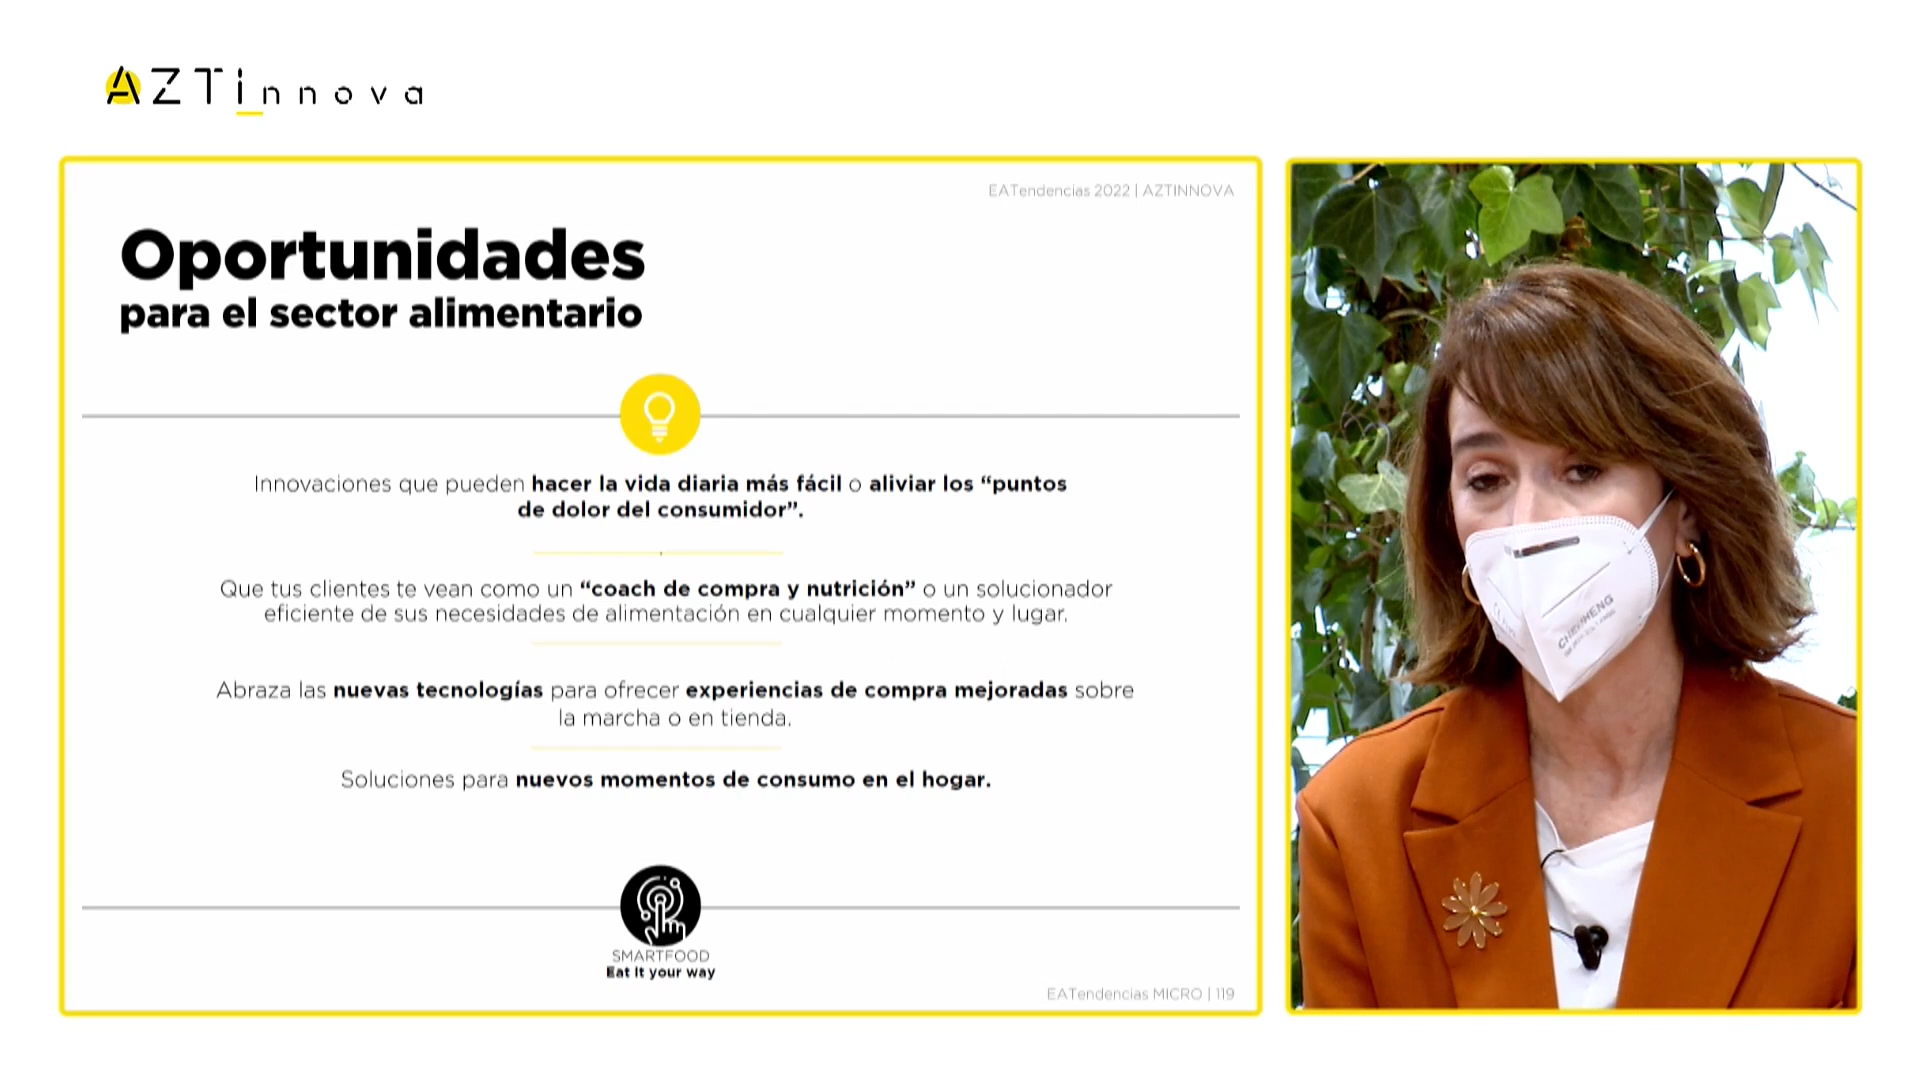 AZTInnova
EATendencias 2022 | AZTINNOVA
Oportunidades
para el sector alimentario
Innovaciones que pueden hacer la vida diaria más fácil o aliviar los “puntos
de dolor del consumidor”.
Que tus clientes te vean como un “coach de compra y nutrición” o un solucionador
eficiente de sus necesidades de alimentación en cualquier momento y lugar.
Abraza las nuevas tecnologías para ofrecer experiencias de compra mejoradas sobre
la marcha o en tienda.
Soluciones para nuevos momentos de consumo en el hogar.
SMARTFOOD
Eat it your way
EATendencias MICRO | 119